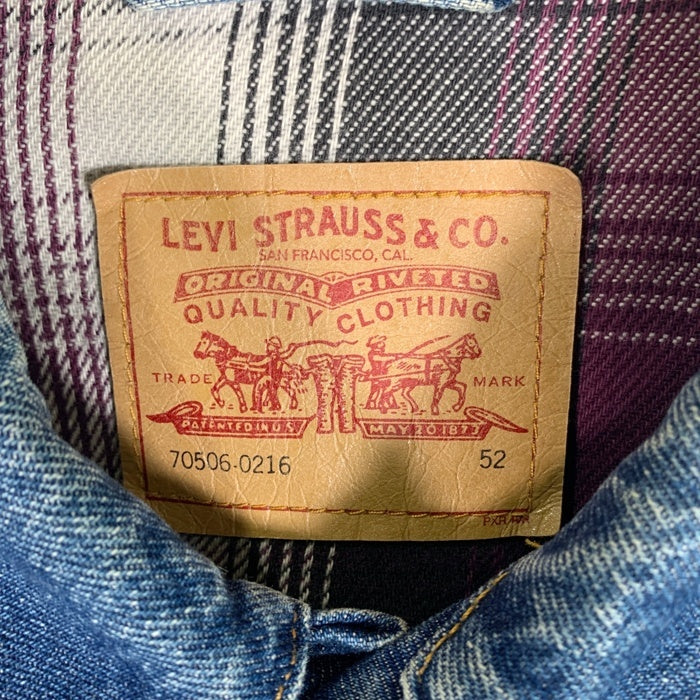 LEVI STRAUSS & CO.
SAN FRANCISCO, CAL.
ORIGINAL RIVETED
QUALITY CLOTHING
TRADE MARK
PATENTED IN U.S. MAY 20 1873
70506-0216 52